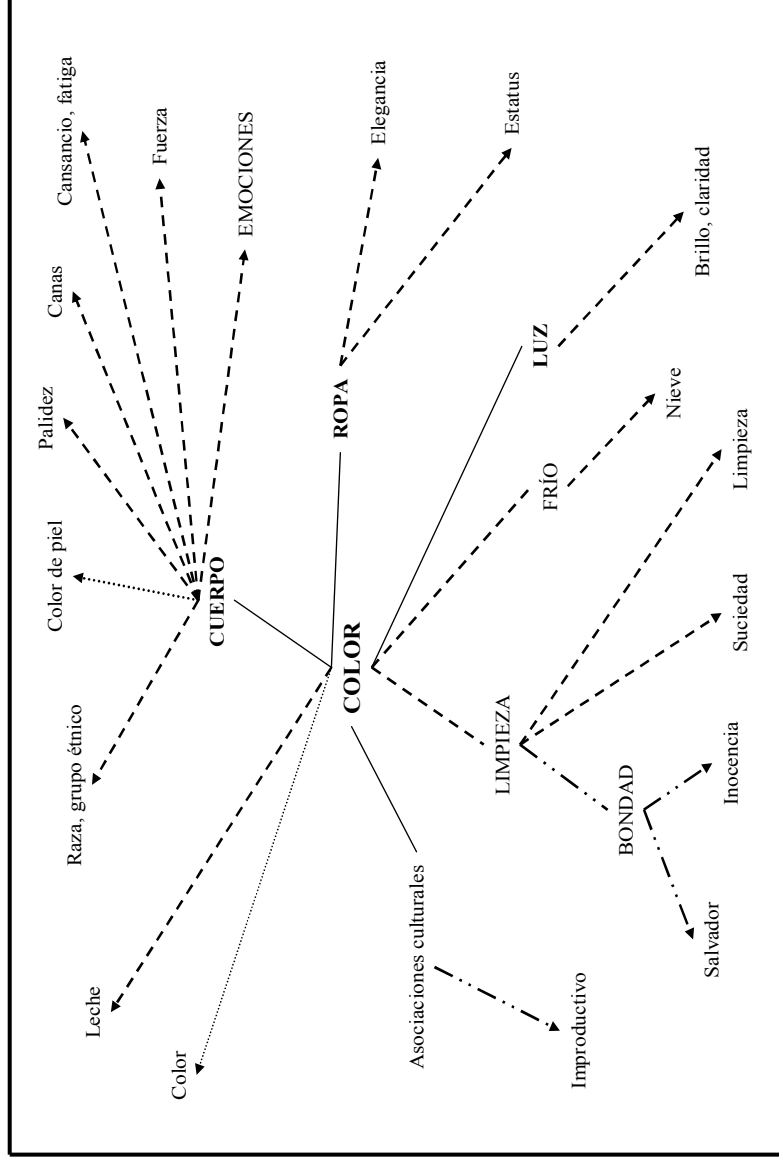 Leche
Raza, grupo étnico
Color de piel
Palidez
Canas
Cansancio, fatiga
Color
CUERPO
Fuerza
EMOCIONES
COLOR
ROPA
Elegancia
Asociaciones culturales
LIMPIEZA
FRÍO
LUZ
Estatus
Improductivo
BONDAD
Nieve
Brillo, claridad
Salvador
Inocencia
Suciedad
Limpieza